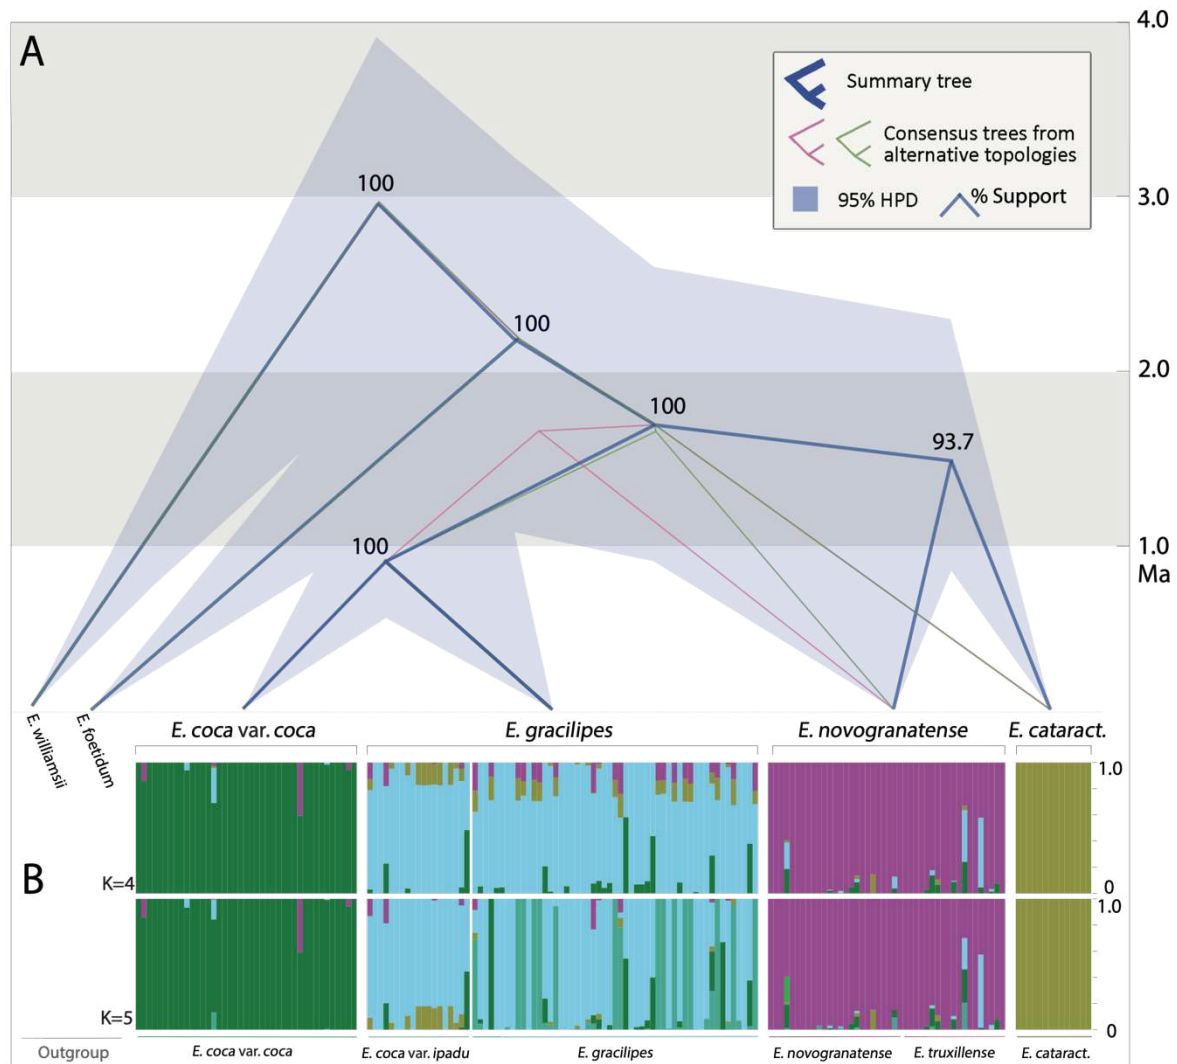 A
4.0
Summary tree
Consensus trees from
alternative topologies
95% HPD
% Support
3.0
100
100
2.0
100
93.7
100
1.0
Ma
E. williamsii
E. foetidum
E. coca var. coca
E. gracilipes
E. novogranatense
E. cataract.
1.0
B
K=4
0
1.0
K=5
0
Outgroup
E. coca var. coca
E. coca var. ipadu
E. gracilipes
E. novogranatense
E. truxillense
E. cataract.